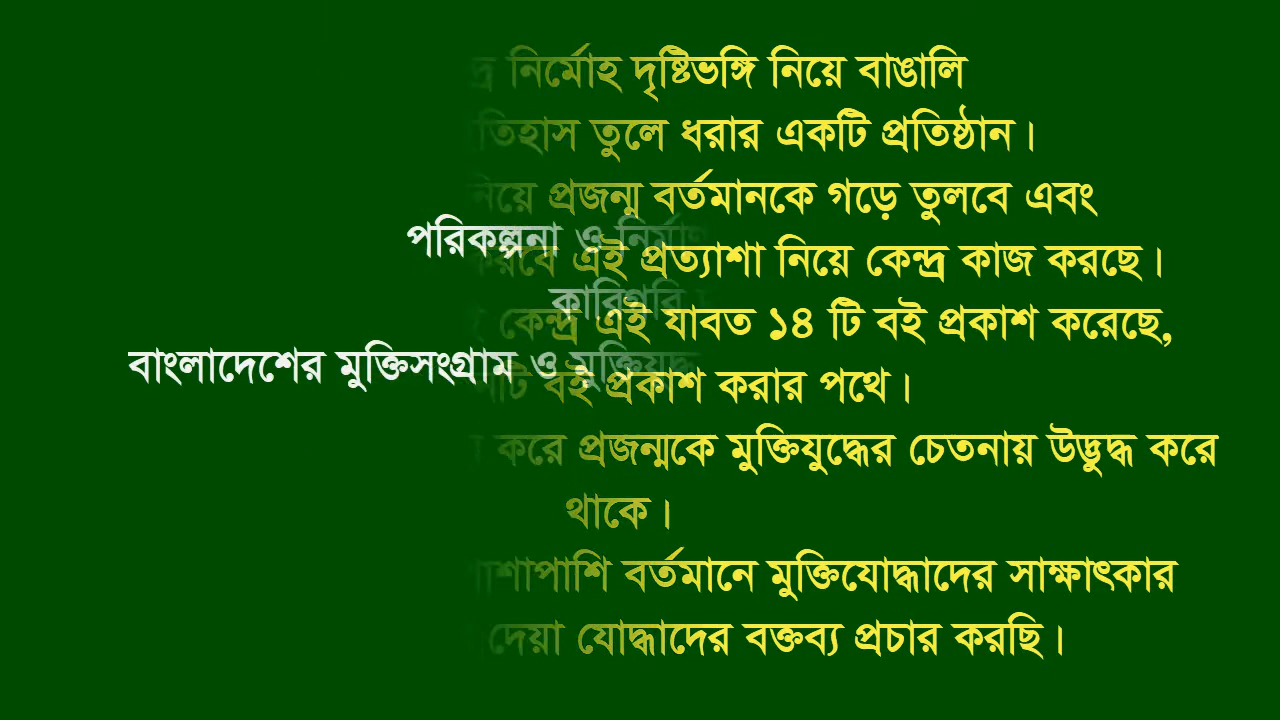 নির্মোহ দৃষ্টিভঙ্গি নিয়ে বাঙালি
তুলে ধরার একটি প্রতিষ্ঠান।
নিয়ে প্রজন্ম বর্তমানকে গড়ে তুলবে এবং
পরিকল্পনা ও নির্মাণ
এই প্রত্যাশা নিয়ে কেন্দ্র কাজ করছে।
কারিগরি
কেন্দ্র এই যাবত ১৪ টি বই প্রকাশ করেছে,
বাংলাদেশের মুক্তিসংগ্রাম ও মুক্তিযুদ্ধ
বই প্রকাশ করার পথে।
করে প্রজন্মকে মুক্তিযুদ্ধের চেতনায় উদ্ভুদ্ধ করে
থাকে।
বর্তমানে মুক্তিযোদ্ধাদের সাক্ষাৎকার
দেয়া যোদ্ধাদের বক্তব্য প্রচার করছি।